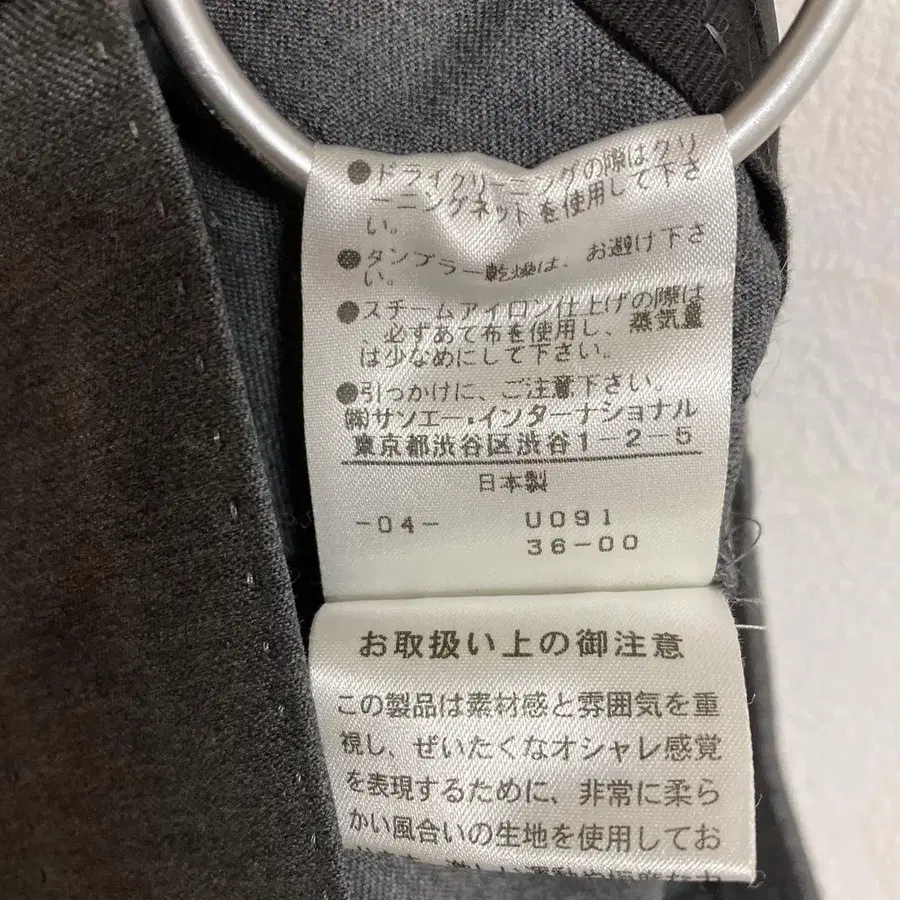 ●ドライクリーニングの際はクリ
ーニングネットを使用して下さ
い。
●タンブラー乾燥は、お避け下さ
い。
●スチームアイロン仕上げの際は
必ずあて布を使用し、蒸気量
は少なめにして下さい。
●引っかけに、ご注意下さい。
㈱サンエー・インターナショナル
東京都渋谷区渋谷1-2-5
日本製
-04- U091
36-00
お取扱い上の御注意
この製品は素材感と雰囲気を重
視し、ぜいたくなオシャレ感覚
を表現するために、非常に柔ら
かい風合いの生地を使用してお